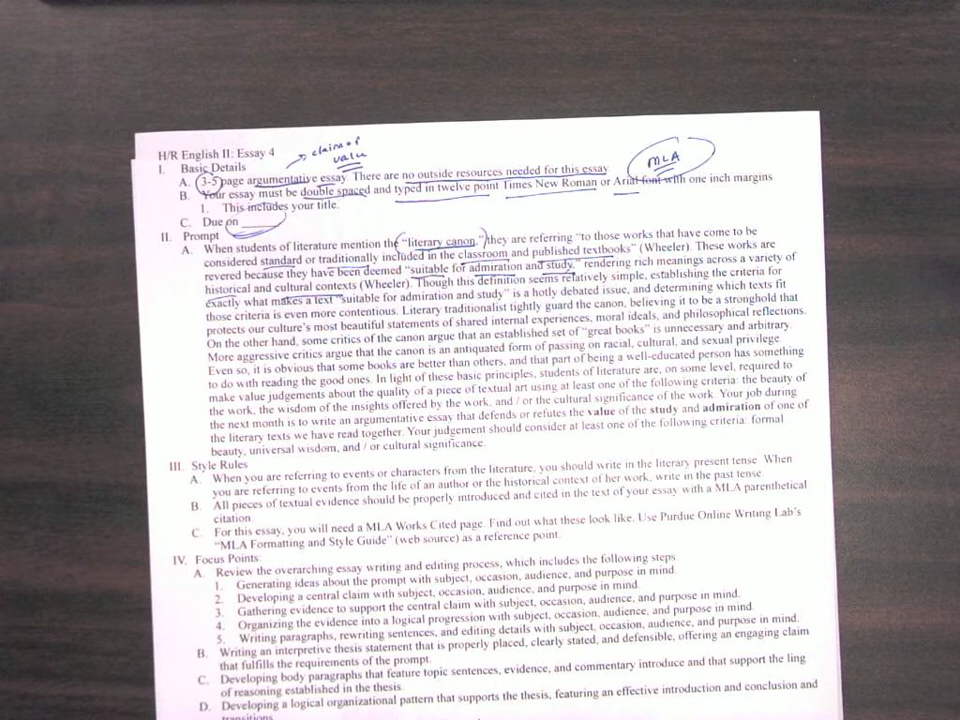 H/R English II: Essay 4
→ claim of
value
MLA
I. Basic Details
A. 3-5 page argumentative essay. There are no outside resources needed for this essay
B. Your essay must be double spaced and typed in twelve point Times New Roman or Arial font with one inch margins
1. This includes your title.
C. Due on ______
II. Prompt
A. When students of literature mention the "literary canon," they are referring "to those works that have come to be
considered standard or traditionally included in the classroom and published textbooks" (Wheeler). These works are
revered because they have been deemed "suitable for admiration and study," rendering rich meanings across a variety of
historical and cultural contexts (Wheeler). Though this definition seems relatively simple, establishing the criteria for
exactly what makes a text "suitable for admiration and study" is a hotly debated issue, and determining which texts fit
those criteria is even more contentious. Literary traditionalist tightly guard the canon, believing it to be a stronghold that
protects our culture's most beautiful statements of shared internal experiences, moral ideals, and philosophical reflections.
On the other hand, some critics of the canon argue that an established set of "great books" is unnecessary and arbitrary.
More aggressive critics argue that the canon is an antiquated form of passing on racial, cultural, and sexual privilege.
Even so, it is obvious that some books are better than others, and that part of being a well-educated person has something
to do with reading the good ones. In light of these basic principles, students of literature are, on some level, required to
make value judgements about the quality of a piece of textual art using at least one of the following criteria: the beauty of
the work, the wisdom of the insights offered by the work, and / or the cultural significance of the work. Your job during
the next month is to write an argumentative essay that defends or refutes the value of the study and admiration of one of
the literary texts we have read together. Your judgement should consider at least one of the following criteria: formal
beauty, universal wisdom, and / or cultural significance.
III. Style Rules
A. When you are referring to events or characters from the literature, you should write in the literary present tense. When
you are referring to events from the life of an author or the historical context of her work, write in the past tense.
B. All pieces of textual evidence should be properly introduced and cited in the text of your essay with a MLA parenthetical
citation.
C. For this essay, you will need a MLA Works Cited page. Find out what these look like. Use Purdue Online Writing Lab's
"MLA Formatting and Style Guide" (web source) as a reference point.
IV. Focus Points:
A. Review the overarching essay writing and editing process, which includes the following steps
1. Generating ideas about the prompt with subject, occasion, audience, and purpose in mind
2. Developing a central claim with subject, occasion, audience, and purpose in mind.
3. Gathering evidence to support the central claim with subject, occasion, audience, and purpose in mind.
4. Organizing the evidence into a logical progression with subject, occasion, audience, and purpose in mind.
5. Writing paragraphs, rewriting sentences, and editing details with subject, occasion, audience, and purpose in mind.
B. Writing an interpretive thesis statement that is properly placed, clearly stated, and defensible, offering an engaging claim
that fulfills the requirements of the prompt.
C. Developing body paragraphs that feature topic sentences, evidence, and commentary introduce and that support the ling
of reasoning established in the thesis.
D. Developing a logical organizational pattern that supports the thesis, featuring an effective introduction and conclusion and
transitions